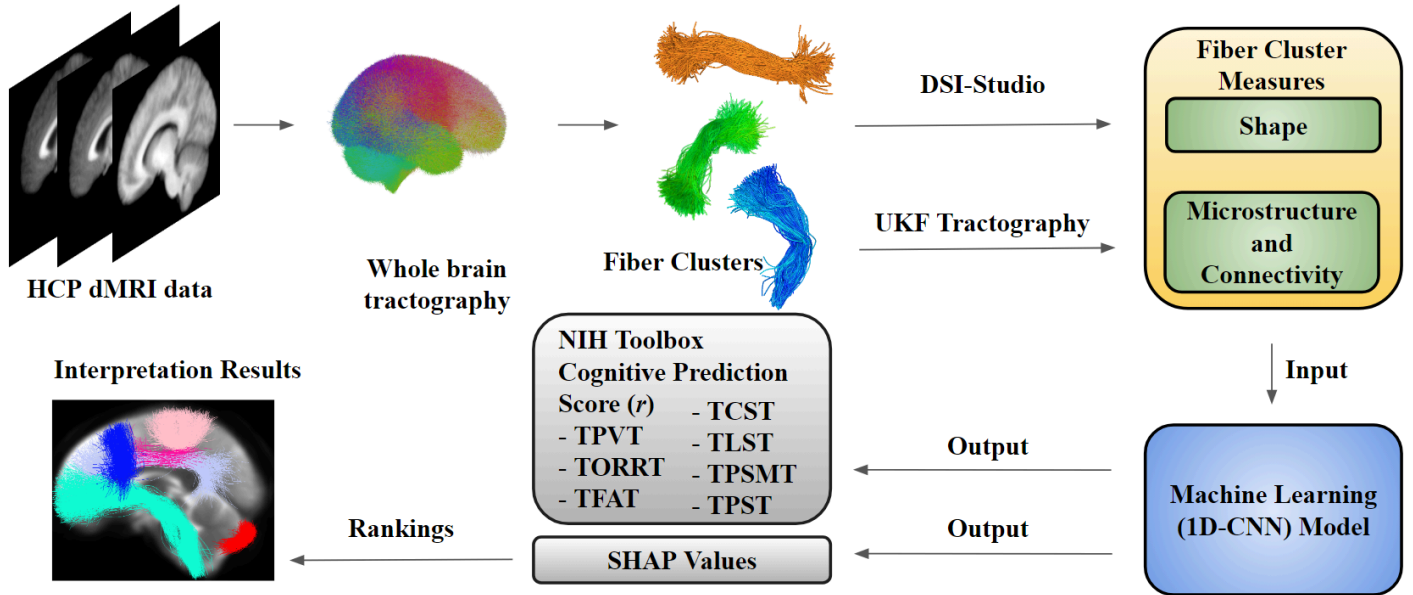 HCP dMRI data
Whole brain
tractography
Fiber Clusters
DSI-Studio
UKF Tractography
Fiber Cluster
Measures
Shape
Microstructure
and
Connectivity
Input
Machine Learning
(1D-CNN) Model
Output
Output
NIH Toolbox
Cognitive Prediction
Score (r)
- TPVT
- TORRT
- TFAT
- TCST
- TLST
- TPSMT
- TPST
SHAP Values
Rankings
Interpretation Results